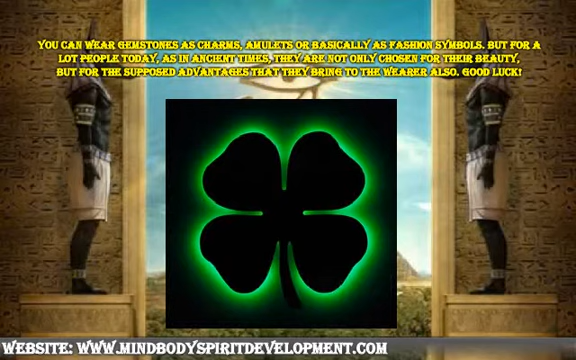 YOU CAN WEAR GEMSTONES AS CHARMS, AMULETS OR BASICALLY AS FASHION SYMBOLS. BUT FOR A
LOT PEOPLE TODAY, AS IN ANCIENT TIMES, THEY ARE NOT ONLY CHOSEN FOR THEIR BEAUTY,
BUT FOR THE SUPPOSED ADVANTAGES THAT THEY BRING TO THE WEARER ALSO. GOOD LUCK!
WEBSITE: WWW.MINDBODYSPIRITDEVELOPMENT.COM